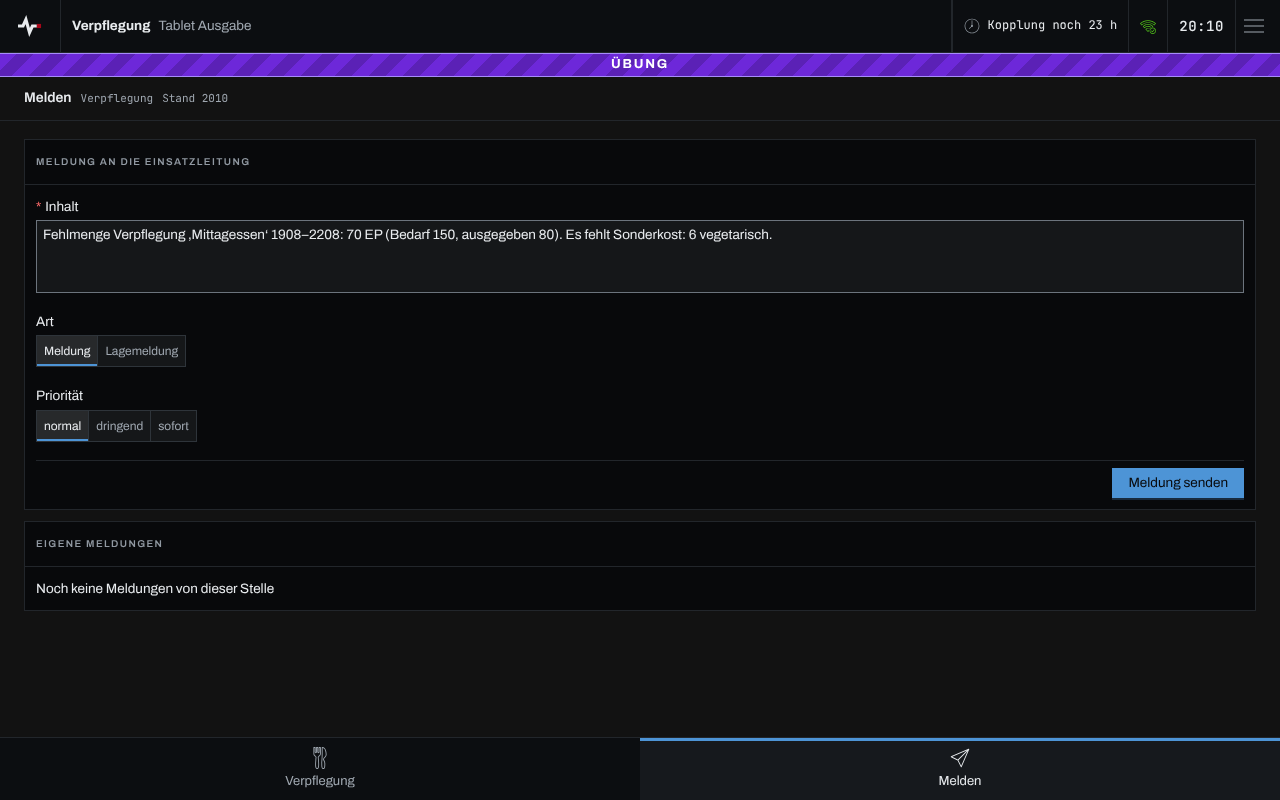 Verpflegung Tablet Ausgabe
Kopplung noch 23 h
20:10
ÜBUNG
Melden Verpflegung Stand 2010
MELDUNG AN DIE EINSATZLEITUNG
* Inhalt
Fehlmenge Verpflegung ‚Mittagessen‘ 1908–2208: 70 EP (Bedarf 150, ausgegeben 80). Es fehlt Sonderkost: 6 vegetarisch.
Art
Meldung Lagemeldung
Priorität
normal dringend sofort
Meldung senden
EIGENE MELDUNGEN
Noch keine Meldungen von dieser Stelle
Verpflegung
Melden